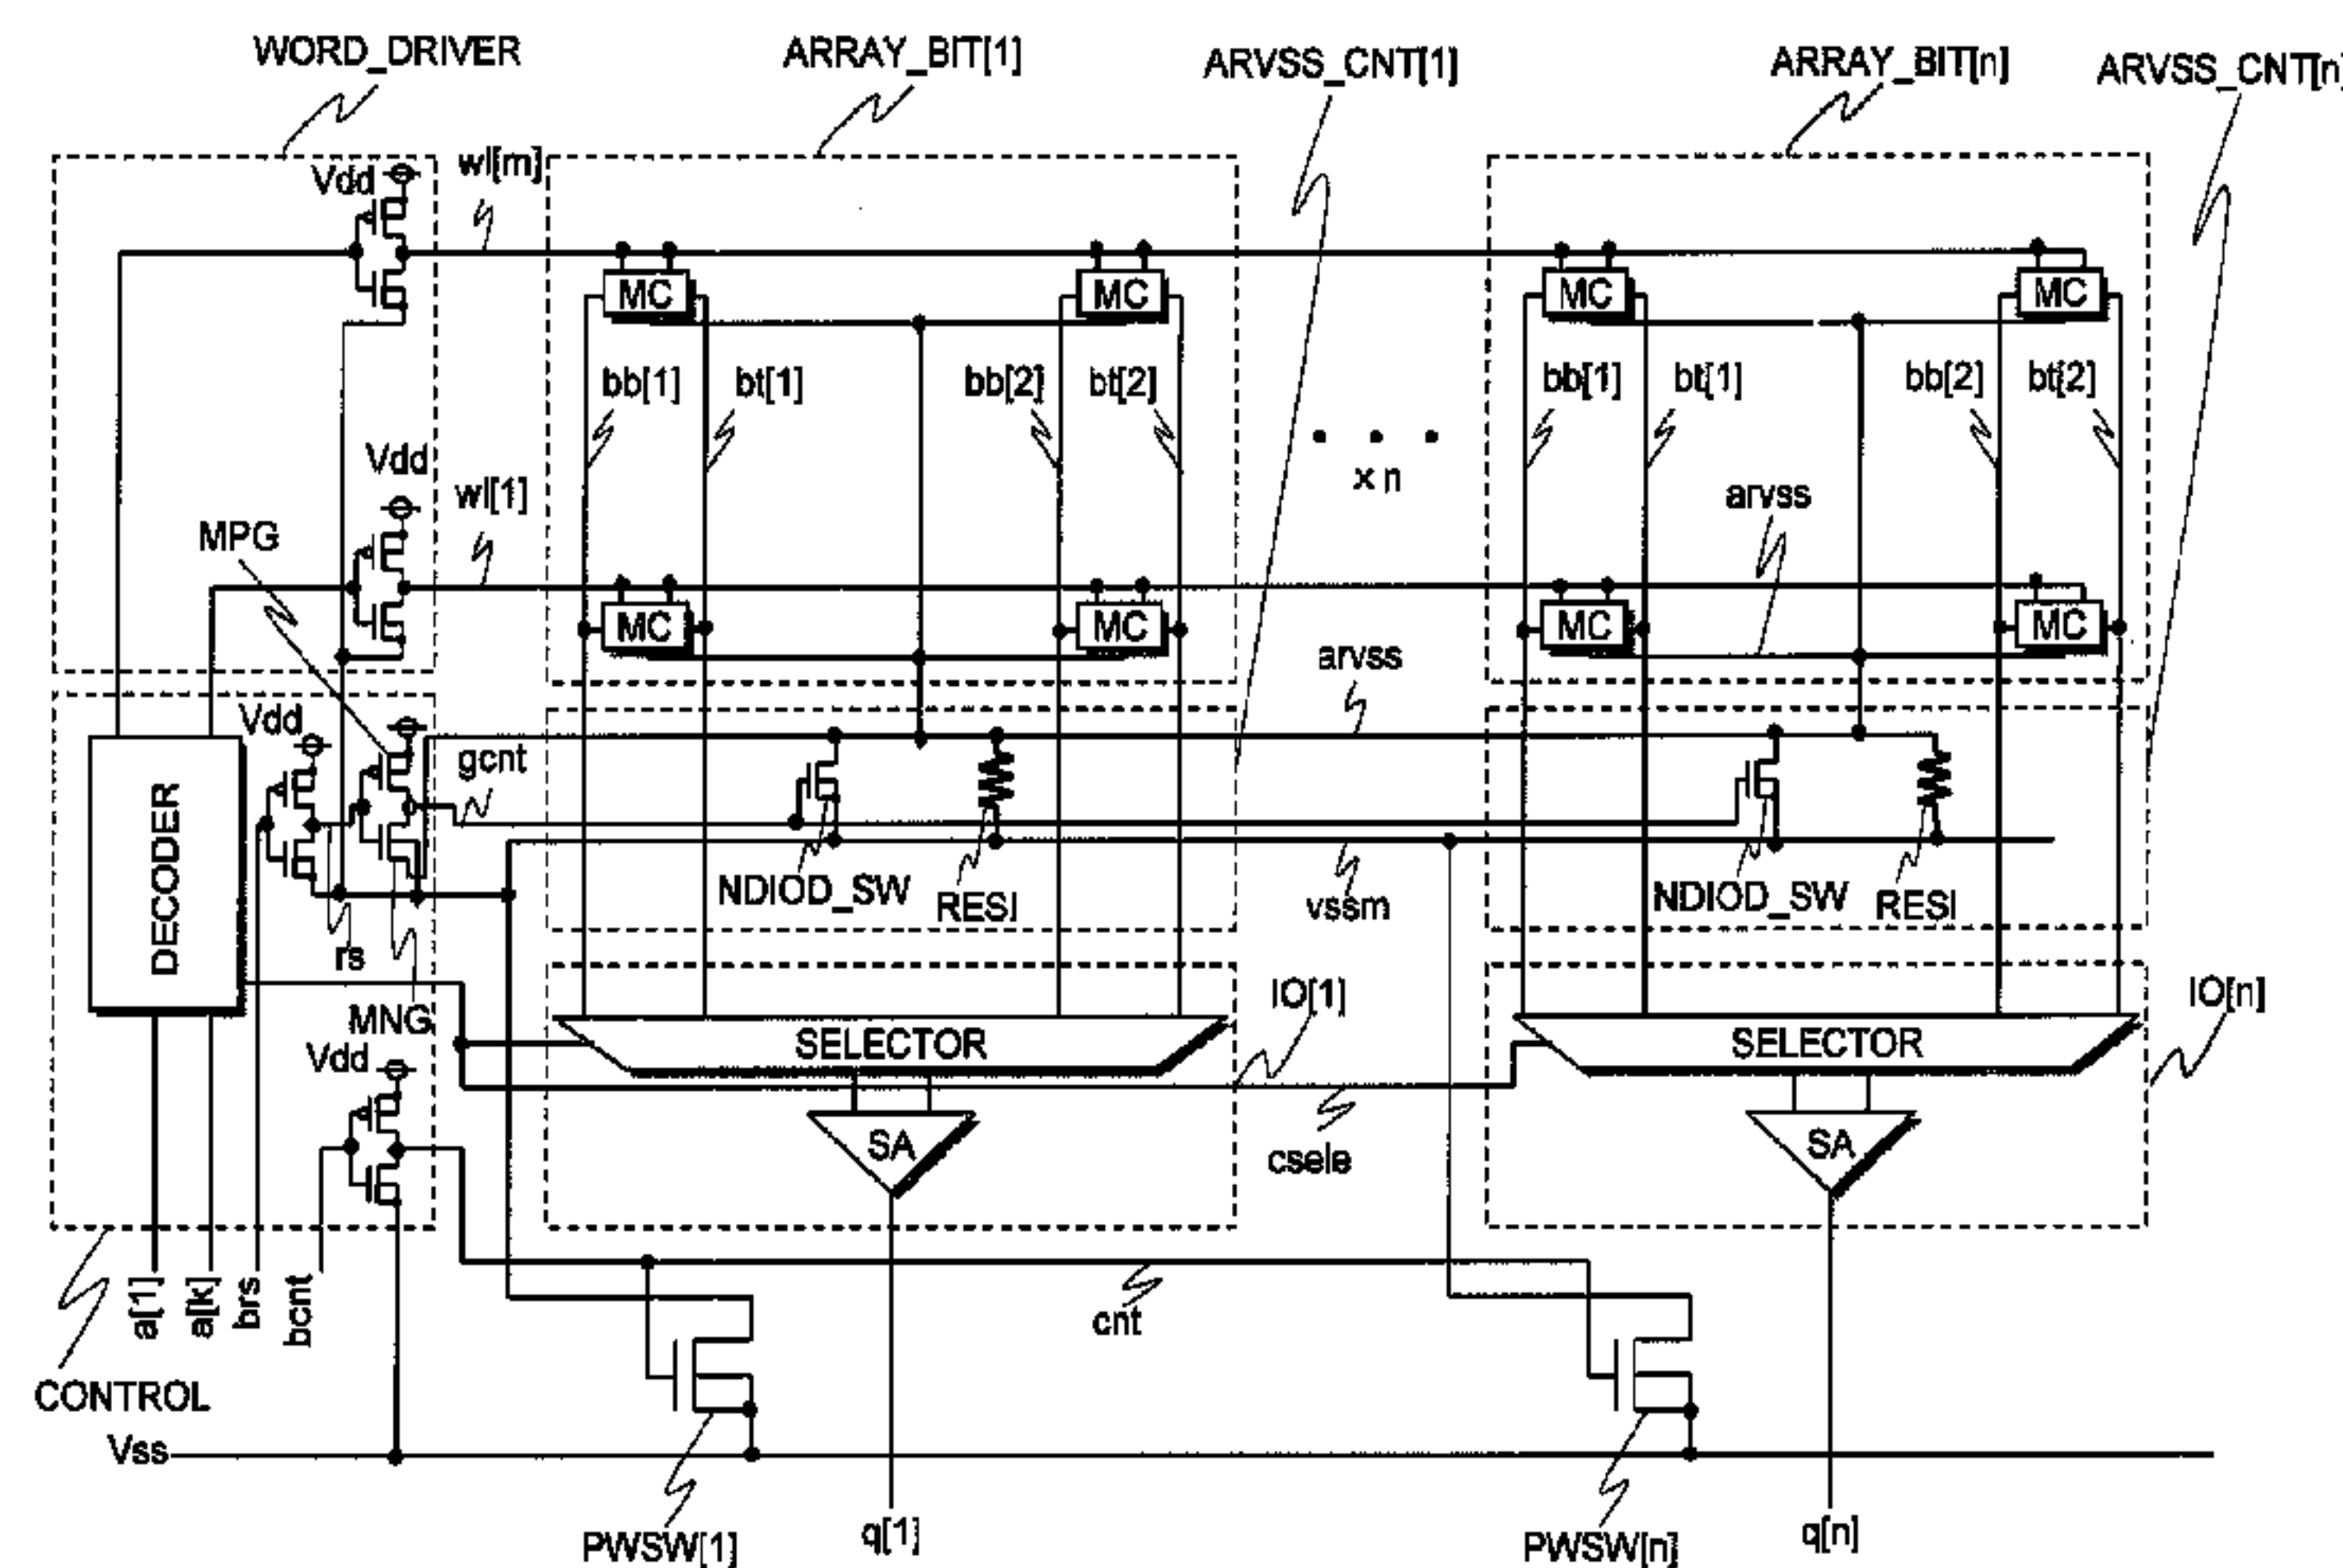 WORD_DRIVER
ARRAY_BIT[1]
ARVSS_CNT[1]
ARRAY_BIT[n]
ARVSS_CNT[n]
Vdd
wl[m]
MC
MC
MC
MC
bb[1]
bt[1]
bb[2]
bt[2]
bb[1]
bt[1]
bb[2]
bt[2]
• • •
x n
Vdd
wl[1]
MPG
arvss
MC
MC
MC
MC
arvss
Vdd
gcnt
DECODER
NDIOD_SW
RESI
vssm
NDIOD_SW
RESI
rs
MNG
IO[1]
IO[n]
Vdd
SELECTOR
SELECTOR
SA
csele
SA
a[1]
a[k]
brs
bcnt
cnt
CONTROL
Vss
PWSW[1]
q[1]
PWSW[n]
q[n]